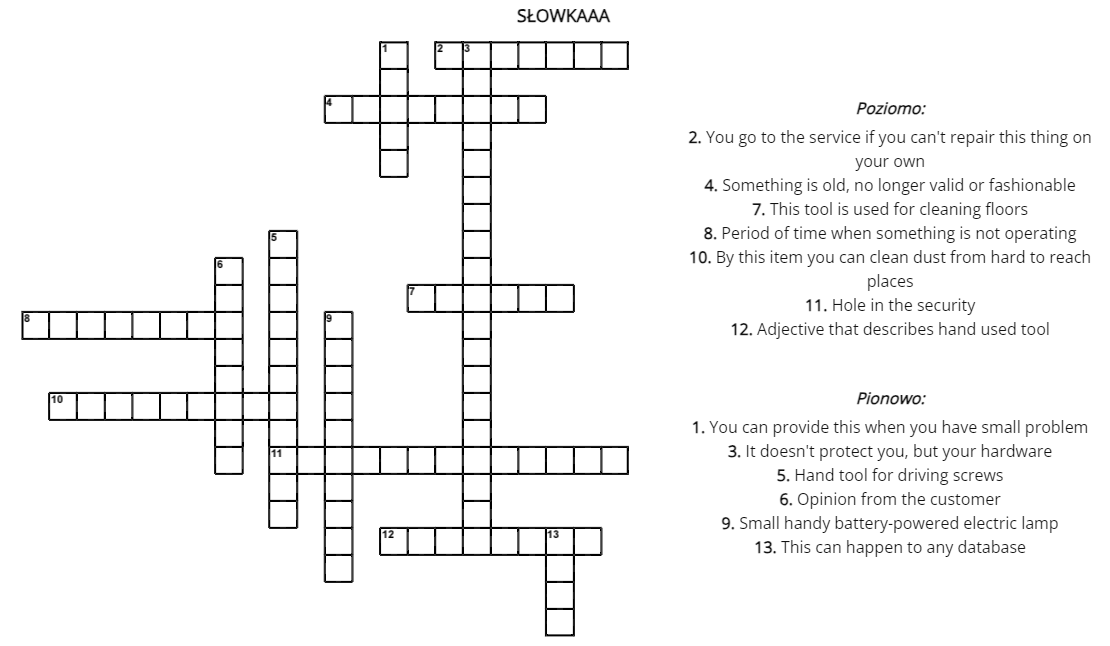 SŁOWKAAA
1
2
3
4
5
6
7
8
9
10
11
12
13
Poziomo:
2. You go to the service if you can't repair this thing on
your own
4. Something is old, no longer valid or fashionable
7. This tool is used for cleaning floors
8. Period of time when something is not operating
10. By this item you can clean dust from hard to reach
places
11. Hole in the security
12. Adjective that describes hand used tool
Pionowo:
1. You can provide this when you have small problem
3. It doesn't protect you, but your hardware
5. Hand tool for driving screws
6. Opinion from the customer
9. Small handy battery-powered electric lamp
13. This can happen to any database